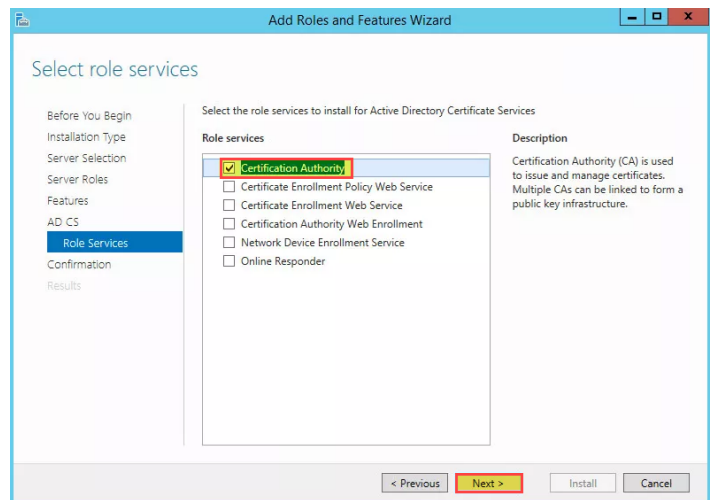 Add Roles and Features Wizard
Select role services
Before You Begin
Installation Type
Server Selection
Server Roles
Features
AD CS
Role Services
Confirmation
Results
Select the role services to install for Active Directory Certificate Services
Role services
Certification Authority
Certificate Enrollment Policy Web Service
Certificate Enrollment Web Service
Certification Authority Web Enrollment
Network Device Enrollment Service
Online Responder
Description
Certification Authority (CA) is used
to issue and manage certificates.
Multiple CAs can be linked to form a
public key infrastructure.
< Previous
Next >
Install
Cancel